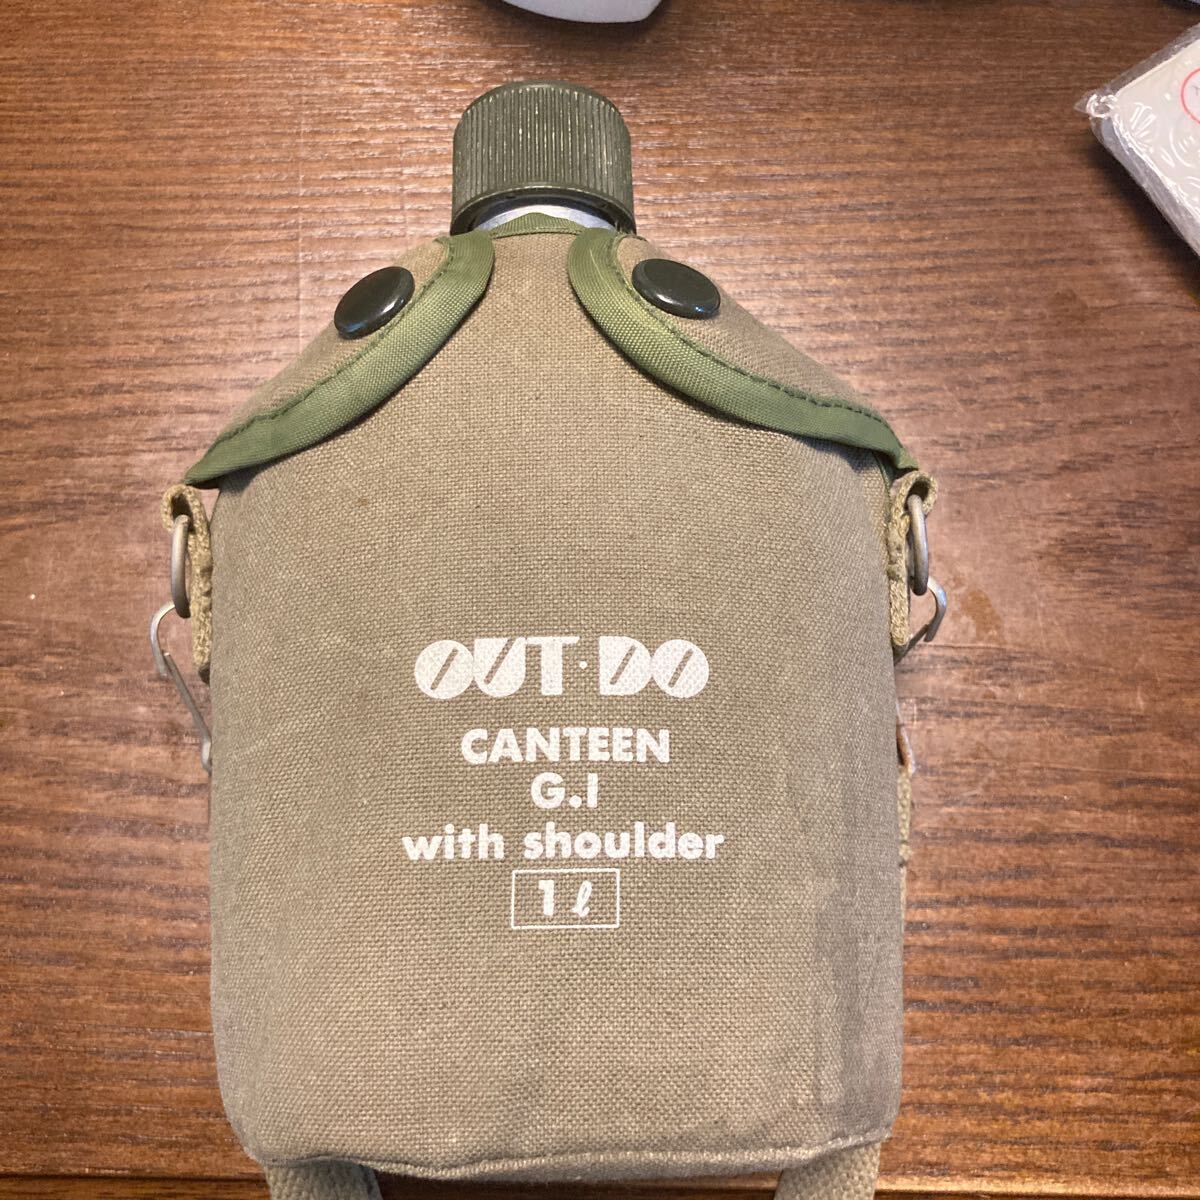 OUT·DO
CANTEEN
G.I
with shoulder
1ℓ